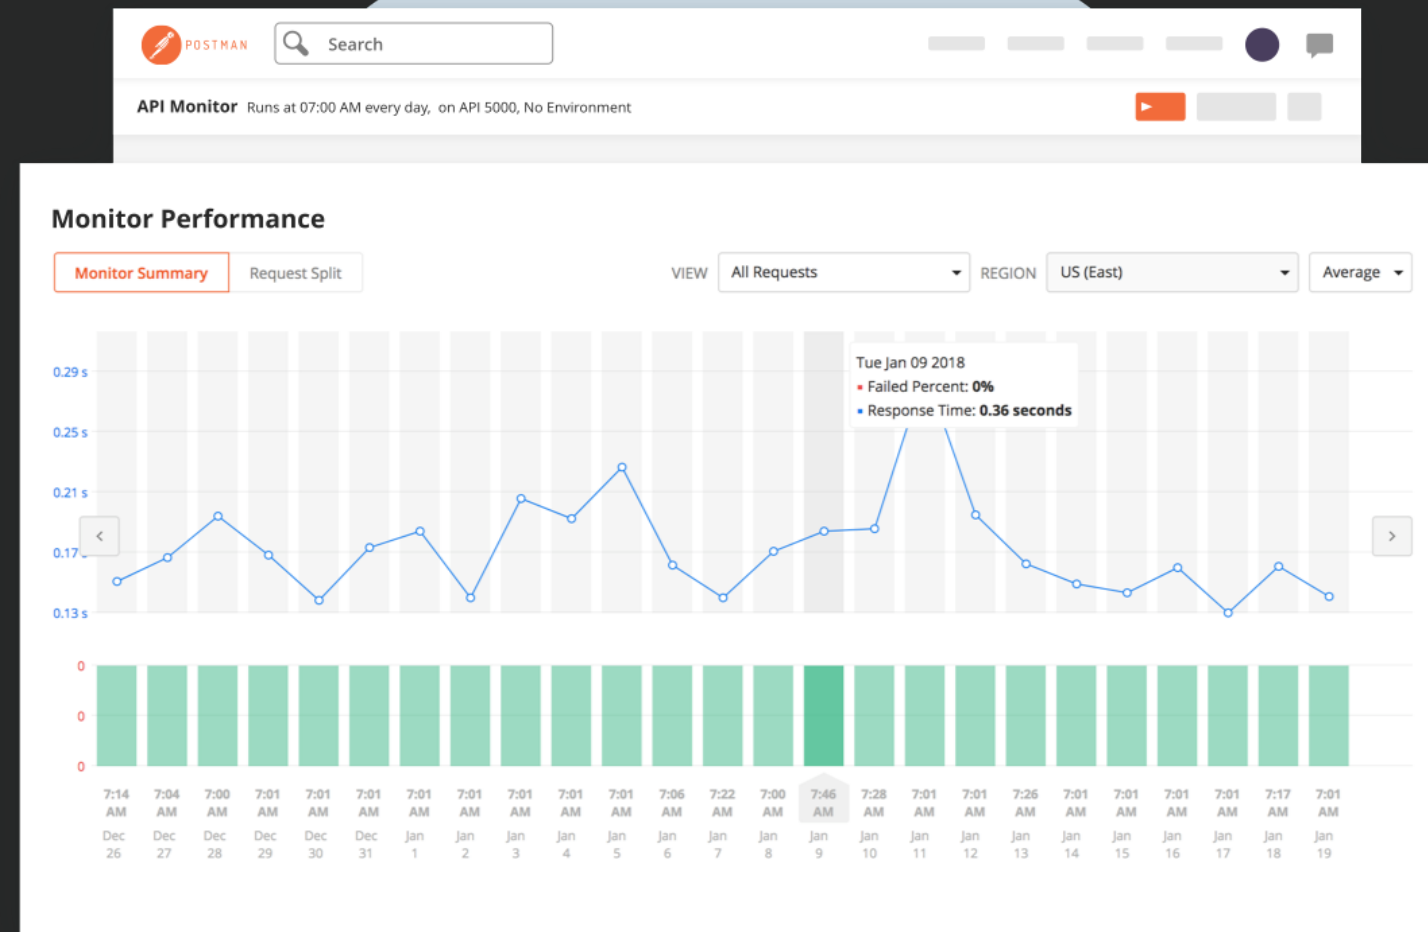 POSTMAN
Search
API Monitor Runs at 07:00 AM every day, on API 5000, No Environment
Monitor Performance
Monitor Summary Request Split VIEW All Requests REGION US (East) Average
Tue Jan 09 2018
Failed Percent: 0%
Response Time: 0.36 seconds
0.29 s
0.25 s
0.21 s
0.17
0.13 s
0
0
0
7:14 7:04 7:00 7:01 7:01 7:01 7:01 7:01 7:01 7:01 7:01 7:06 7:22 7:00 7:46 7:28 7:01 7:01 7:26 7:01 7:01 7:01 7:01 7:17 7:01
AM AM AM AM AM AM AM AM AM AM AM AM AM AM AM AM AM AM AM AM AM AM AM AM AM
Dec Dec Dec Dec Dec Dec Jan Jan Jan Jan Jan Jan Jan Jan Jan Jan Jan Jan Jan Jan Jan Jan Jan Jan Jan
26 27 28 29 30 31 1 2 3 4 5 6 7 8 9 10 11 12 13 14 15 16 17 18 19